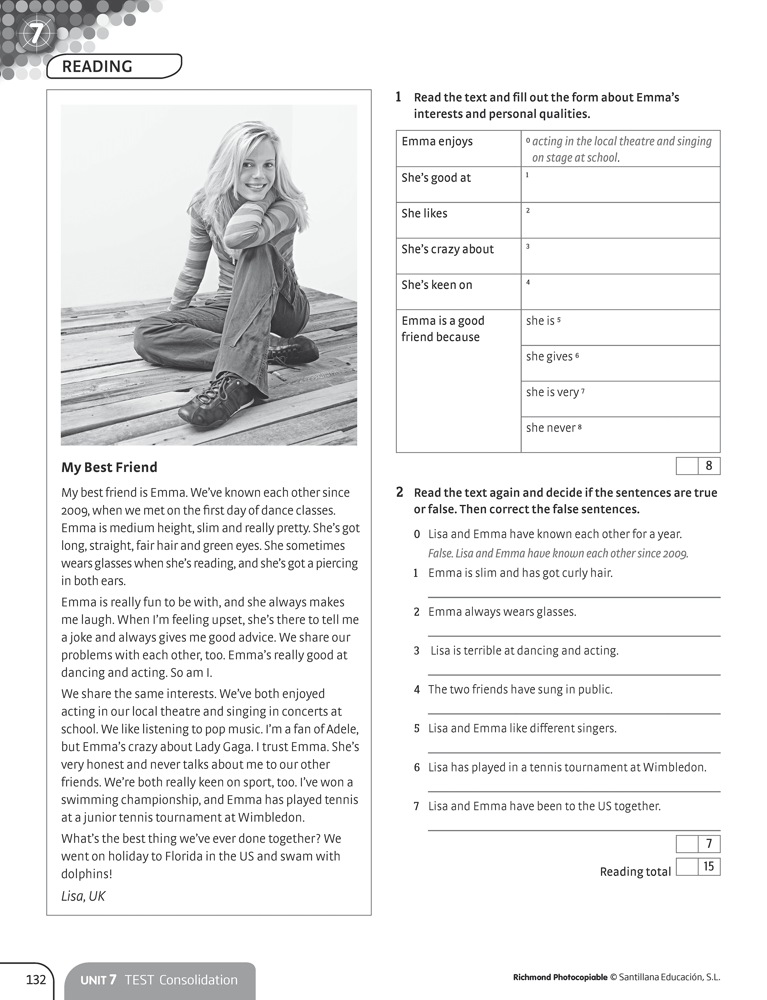 7
READING
My Best Friend
My best friend is Emma. We’ve known each other since
2009, when we met on the first day of dance classes.
Emma is medium height, slim and really pretty. She’s got
long, straight, fair hair and green eyes. She sometimes
wears glasses when she’s reading, and she’s got a piercing
in both ears.
Emma is really fun to be with, and she always makes
me laugh. When I’m feeling upset, she’s there to tell me
a joke and always gives me good advice. We share our
problems with each other, too. Emma’s really good at
dancing and acting. So am I.
We share the same interests. We’ve both enjoyed
acting in our local theatre and singing in concerts at
school. We like listening to pop music. I’m a fan of Adele,
but Emma’s crazy about Lady Gaga. I trust Emma. She’s
very honest and never talks about me to our other
friends. We’re both really keen on sport, too. I’ve won a
swimming championship, and Emma has played tennis
at a junior tennis tournament at Wimbledon.
What’s the best thing we’ve ever done together? We
went on holiday to Florida in the US and swam with
dolphins!
Lisa, UK
1 Read the text and fill out the form about Emma’s
interests and personal qualities.
Emma enjoys
0 acting in the local theatre and singing
on stage at school.
She’s good at
1
She likes
2
She’s crazy about
3
She’s keen on
4
Emma is a good
friend because
she is 5
she gives 6
she is very 7
she never 8
8
2 Read the text again and decide if the sentences are true
or false. Then correct the false sentences.
0 Lisa and Emma have known each other for a year.
False. Lisa and Emma have known each other since 2009.
1 Emma is slim and has got curly hair.
2 Emma always wears glasses.
3 Lisa is terrible at dancing and acting.
4 The two friends have sung in public.
5 Lisa and Emma like different singers.
6 Lisa has played in a tennis tournament at Wimbledon.
7 Lisa and Emma have been to the US together.
7
Reading total 15
132
UNIT 7 TEST Consolidation
Richmond Photocopiable © Santillana Educación, S.L.